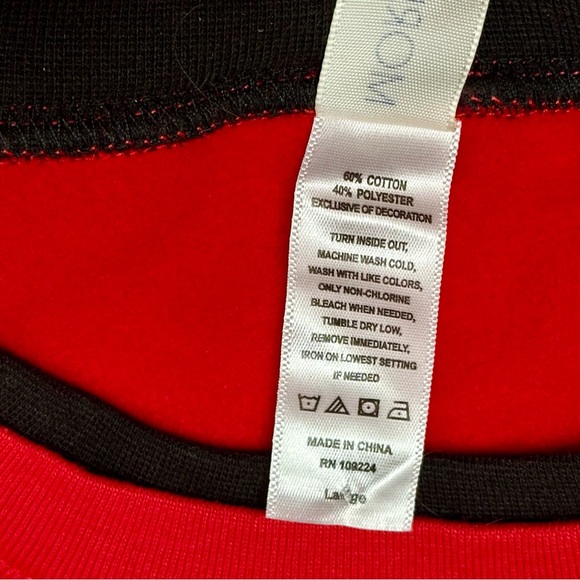 60% COTTON
40% POLYESTER
EXCLUSIVE OF DECORATION
TURN INSIDE OUT,
MACHINE WASH COLD,
WASH WITH LIKE COLORS,
ONLY NON-CHLORINE
BLEACH WHEN NEEDED,
TUMBLE DRY LOW,
REMOVE IMMEDIATELY,
IRON ON LOWEST SETTING
IF NEEDED
MADE IN CHINA
RN 109224
Large